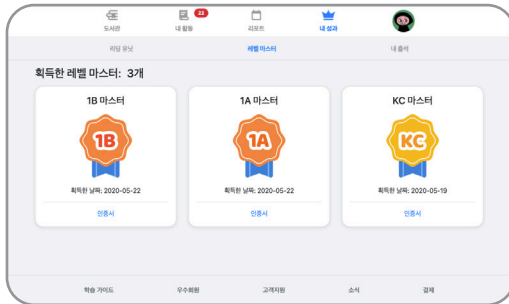 도서관
내 활동
22
리포트
내 성과
리딩 유닛
레벨 마스터
내 출석
획득한 레벨 마스터: 3개
1B 마스터
1B
획득한 날짜: 2020-05-22
인증서
1A 마스터
1A
획득한 날짜: 2020-05-22
인증서
KC 마스터
KC
획득한 날짜: 2020-05-19
인증서
학습 가이드
우수회원
고객지원
소식
결제